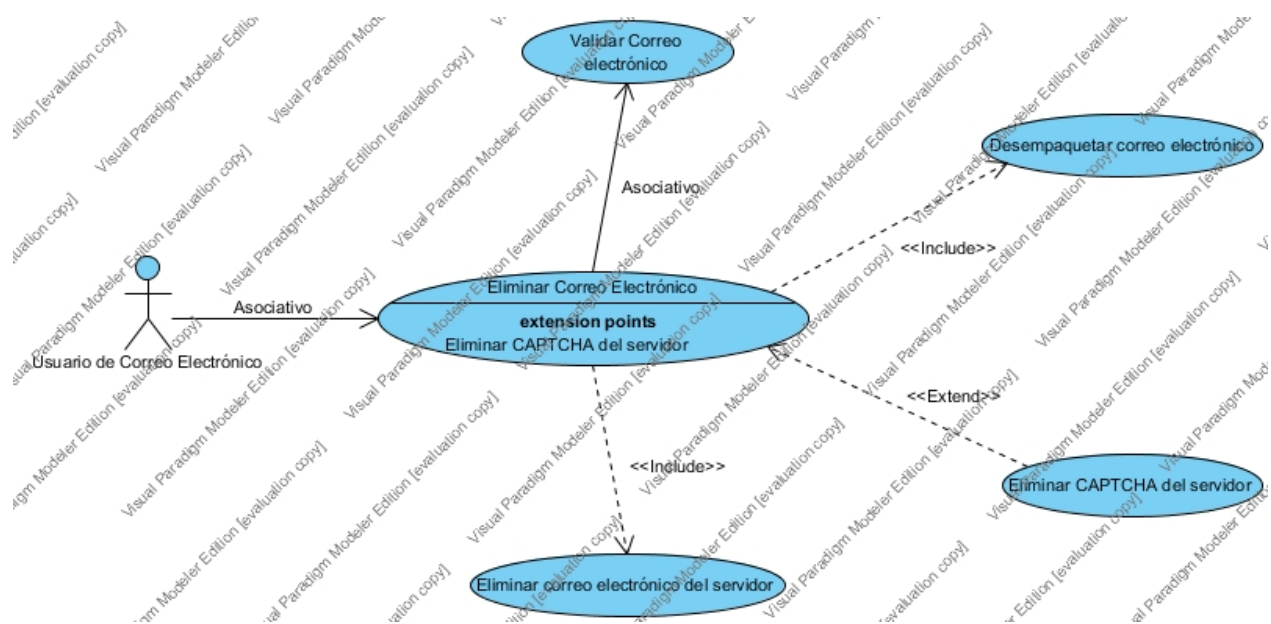 Validar Correo
electrónico
Desempaquetar correo electrónico
Asociativo
<<Include>>
Eliminar Correo Electrónico
Asociativo
extension points
Eliminar CAPTCHA del servidor
Usuario de Correo Electrónico
<<Extend>>
<<Include>>
Eliminar CAPTCHA del servidor
Eliminar correo electrónico del servidor
Visual Paradigm Modeler Edition [evaluation copy]